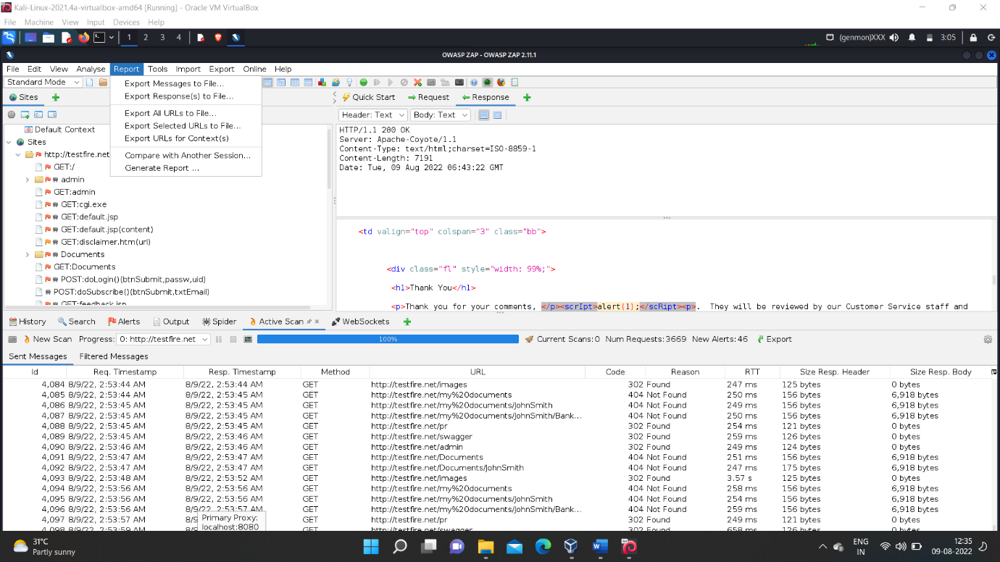 Kali-Linux-2021.4a-virtualbox-amd64 [Running] - Oracle VM VirtualBox
File Machine View Input Devices Help
1 2 3 4 (genmon)XXX 3:05
OWASP ZAP - OWASP ZAP 2.11.1
File Edit View Analyse Report Tools Import Export Online Help
Standard Mode
Export Messages to File...
Export Response(s) to File...
Export All URLs to File...
Export Selected URLs to File...
Export URLs for Context(s)
Compare with Another Session...
Generate Report ...
Sites
Default Context
Sites
http://testfire.net
GET:/
admin
GET:admin
GET:cgi.exe
GET:default.jsp
GET:default.jsp(content)
GET:disclaimer.htm(url)
Documents
GET:Documents
POST:doLogin()(btnSubmit,passw,uid)
POST:doSubscribe()(btnSubmit,txtEmail)
GET:feedback.jsp
Quick Start Request Response
Header: Text Body: Text
HTTP/1.1 200 OK
Server: Apache-Coyote/1.1
Content-Type: text/html;charset=ISO-8859-1
Content-Length: 7191
Date: Tue, 09 Aug 2022 06:43:22 GMT
<td valign="top" colspan="3" class="bb">
<div class="fl" style="width: 99%;">
<h1>Thank You</h1>
<p>Thank you for your comments, </p><scrIpt>alert(1);</scRipt><p>. They will be reviewed by our Customer Service staff and
History Search Alerts Output Spider Active Scan WebSockets
New Scan Progress: 0: http://testfire.net 100% Current Scans:0 Num Requests:3669 New Alerts:46 Export
Sent Messages Filtered Messages
Id Req. Timestamp Resp. Timestamp Method URL Code Reason RTT Size Resp. Header Size Resp. Body
4,084 8/9/22, 2:53:44 AM 8/9/22, 2:53:44 AM GET http://testfire.net/images 302 Found 247 ms 125 bytes 0 bytes
4,085 8/9/22, 2:53:44 AM 8/9/22, 2:53:45 AM GET http://testfire.net/my%20documents 404 Not Found 250 ms 156 bytes 6,918 bytes
4,086 8/9/22, 2:53:45 AM 8/9/22, 2:53:45 AM GET http://testfire.net/my%20documents/JohnSmith 404 Not Found 249 ms 156 bytes 6,918 bytes
4,087 8/9/22, 2:53:45 AM 8/9/22, 2:53:45 AM GET http://testfire.net/my%20documents/JohnSmith/Bank... 404 Not Found 250 ms 156 bytes 6,918 bytes
4,088 8/9/22, 2:53:45 AM 8/9/22, 2:53:45 AM GET http://testfire.net/pr 302 Found 254 ms 121 bytes 0 bytes
4,089 8/9/22, 2:53:45 AM 8/9/22, 2:53:46 AM GET http://testfire.net/swagger 302 Found 259 ms 126 bytes 0 bytes
4,090 8/9/22, 2:53:46 AM 8/9/22, 2:53:46 AM GET http://testfire.net/admin 302 Found 249 ms 124 bytes 0 bytes
4,091 8/9/22, 2:53:47 AM 8/9/22, 2:53:47 AM GET http://testfire.net/Documents 404 Not Found 251 ms 156 bytes 6,918 bytes
4,092 8/9/22, 2:53:47 AM 8/9/22, 2:53:47 AM GET http://testfire.net/Documents/JohnSmith 404 Not Found 247 ms 175 bytes 6,918 bytes
4,093 8/9/22, 2:53:48 AM 8/9/22, 2:53:52 AM GET http://testfire.net/images 302 Found 3.57 s 125 bytes 0 bytes
4,094 8/9/22, 2:53:56 AM 8/9/22, 2:53:56 AM GET http://testfire.net/my%20documents 404 Not Found 258 ms 156 bytes 6,918 bytes
4,095 8/9/22, 2:53:56 AM 8/9/22, 2:53:56 AM GET http://testfire.net/my%20documents/JohnSmith 404 Not Found 254 ms 156 bytes 6,918 bytes
4,096 8/9/22, 2:53:56 AM 8/9/22, 2:53:57 AM GET http://testfire.net/my%20documents/JohnSmith/Bank... 404 Not Found 249 ms 156 bytes 6,918 bytes
4,097 8/9/22, 2:53:57 AM 8/9 GET http://testfire.net/pr 302 Found 249 ms 121 bytes 0 bytes
4,098 8/9/22, 2:53:59 AM 8/9 GET http://testfire.net/swagger 302 Found 658 ms 126 bytes 0 bytes
Primary Proxy:
localhost:8080
31°C
Partly sunny
ENG
IN
12:35
09-08-2022